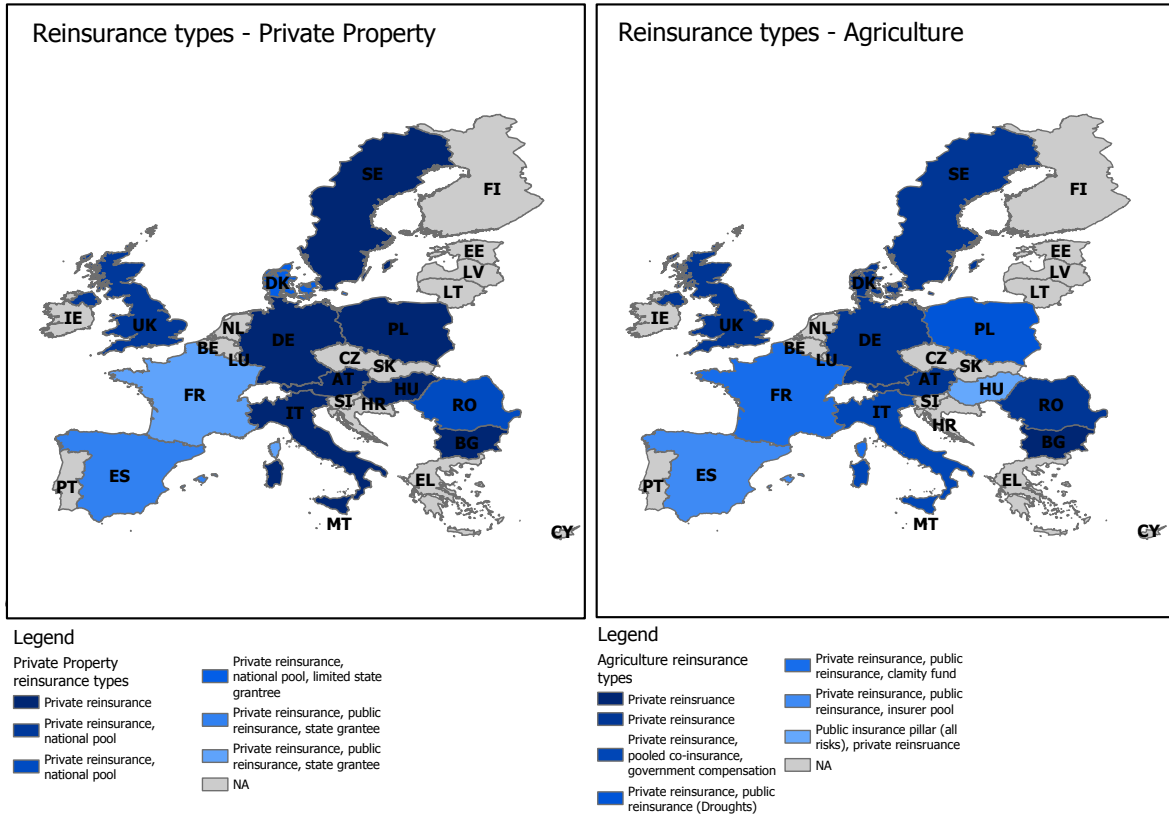 Reinsurance types - Private Property
SE
FI
EE
LV
LT
DK
IE
UK
NL
BE
LU
DE
PL
CZ
SK
AT
HU
FR
SI
HR
IT
RO
BG
PT
ES
EL
MT
CY
Legend
Private Property
reinsurance types
Private reinsurance
Private reinsurance,
national pool
Private reinsurance,
national pool
Private reinsurance,
national pool, limited state
grantree
Private reinsurance, public
reinsurance, state grantee
Private reinsurance, public
reinsurance, state grantee
NA
Reinsurance types - Agriculture
SE
FI
EE
LV
LT
DK
IE
UK
NL
BE
LU
DE
PL
CZ
SK
AT
HU
FR
SI
HR
IT
RO
BG
PT
ES
EL
MT
CY
Legend
Agriculture reinsurance
types
Private reinsruance
Private reinsurance
Private reinsurance,
pooled co-insurance,
government compensation
Private reinsurance, public
reinsurance (Droughts)
Private reinsurance, public
reinsurance, clamity fund
Private reinsurance, public
reinsurance, insurer pool
Public insurance pillar (all
risks), private reinsruance
NA